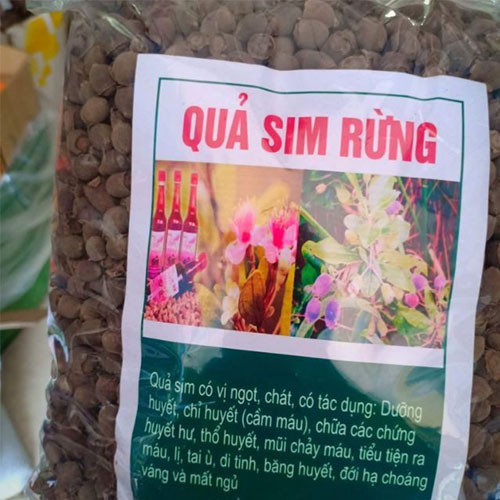 QUẢ SIM RỪNG
Quả sim có vị ngọt, chát, có tác dụng: Dưỡng
huyết, chỉ huyết (cầm máu), chữa các chứng
huyết hư, thổ huyết, mũi chảy máu, tiểu tiện ra
máu, lị, tai ù, di tinh, băng huyết, đới hạ choáng
váng và mất ngủ